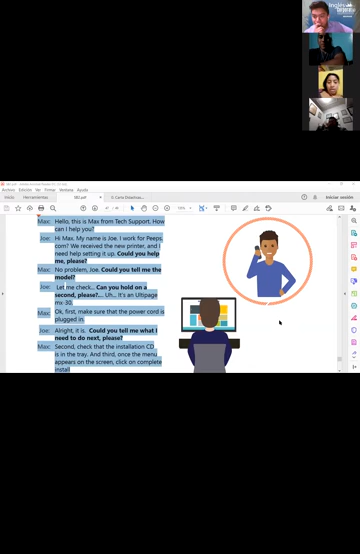 Inglés
Iniciar sesión
Inicio
Herramientas
Max: Hello, this is Max from Tech Support. How
can I help you?
Joe: Hi Max. My name is Joe. I work for Peeps.
com? We received the new printer, and I
need help setting it up. Could you help
me, please?
Max: No problem, Joe. Could you tell me the
model?
Joe: Let me check... Can you hold on a
second, please?... Uh... It's an Ultipage
mx 30.
Max: Ok, first, make sure that the power cord is
plugged in.
Joe: Alright, it is. Could you tell me what I
need to do next, please?
Max: Second, check that the installation CD
is in the tray. And third, once the menu
appears on the screen, click on complete
install